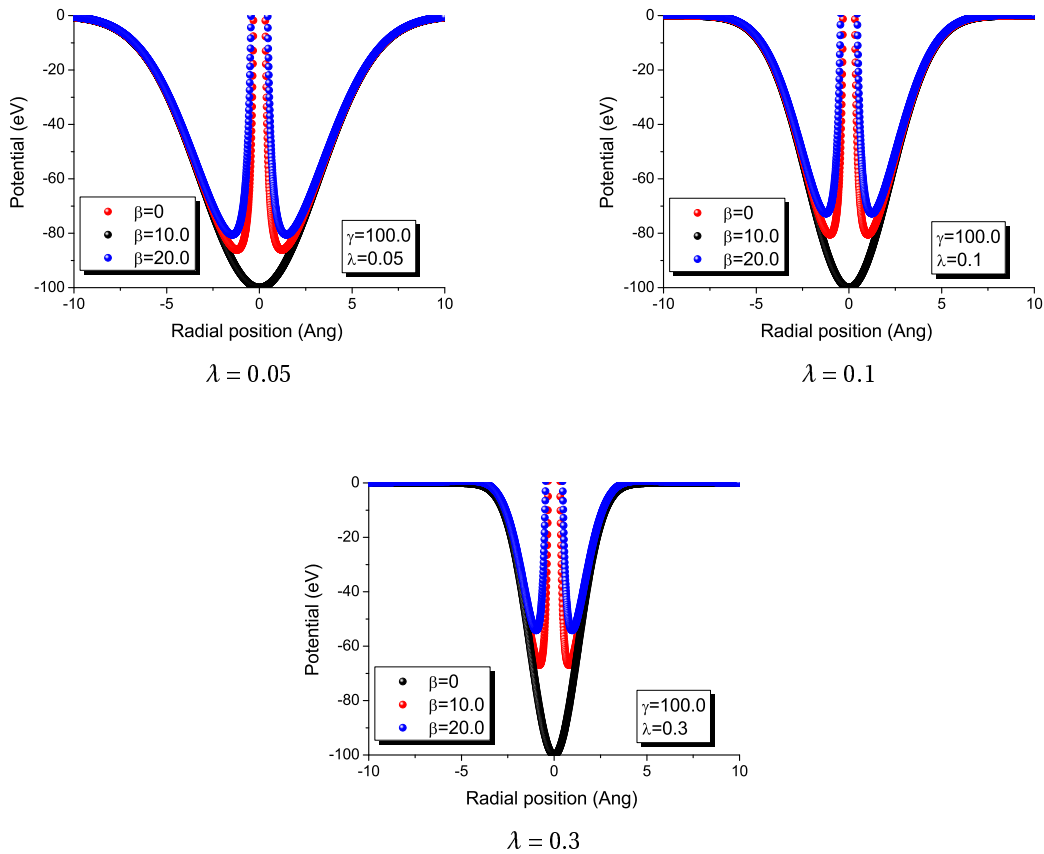 0
-20
-40
-60
-80
-100
Potential (eV)
β=0
β=10.0
β=20.0
γ=100.0
λ=0.05
-10
-5
0
5
10
Radial position (Ang)
λ = 0.05
0
-20
-40
-60
-80
-100
Potential (eV)
β=0
β=10.0
β=20.0
γ=100.0
λ=0.1
-10
-5
0
5
10
Radial position (Ang)
λ = 0.1
0
-20
-40
-60
-80
-100
Potential (eV)
β=0
β=10.0
β=20.0
γ=100.0
λ=0.3
-10
-5
0
5
10
Radial position (Ang)
λ = 0.3